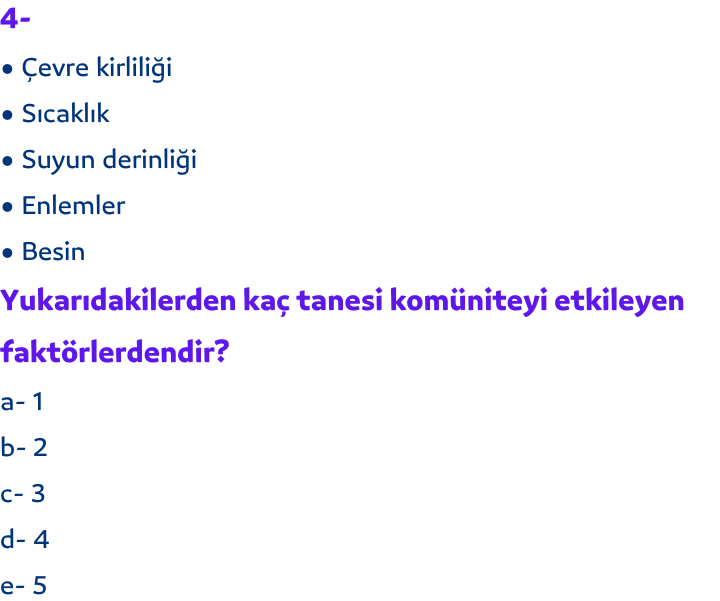 4-
• Çevre kirliliği
• Sıcaklık
• Suyun derinliği
• Enlemler
• Besin
Yukarıdakilerden kaç tanesi komüniteyi etkileyen
faktörlerdendir?
a- 1
b- 2
c- 3
d- 4
e- 5